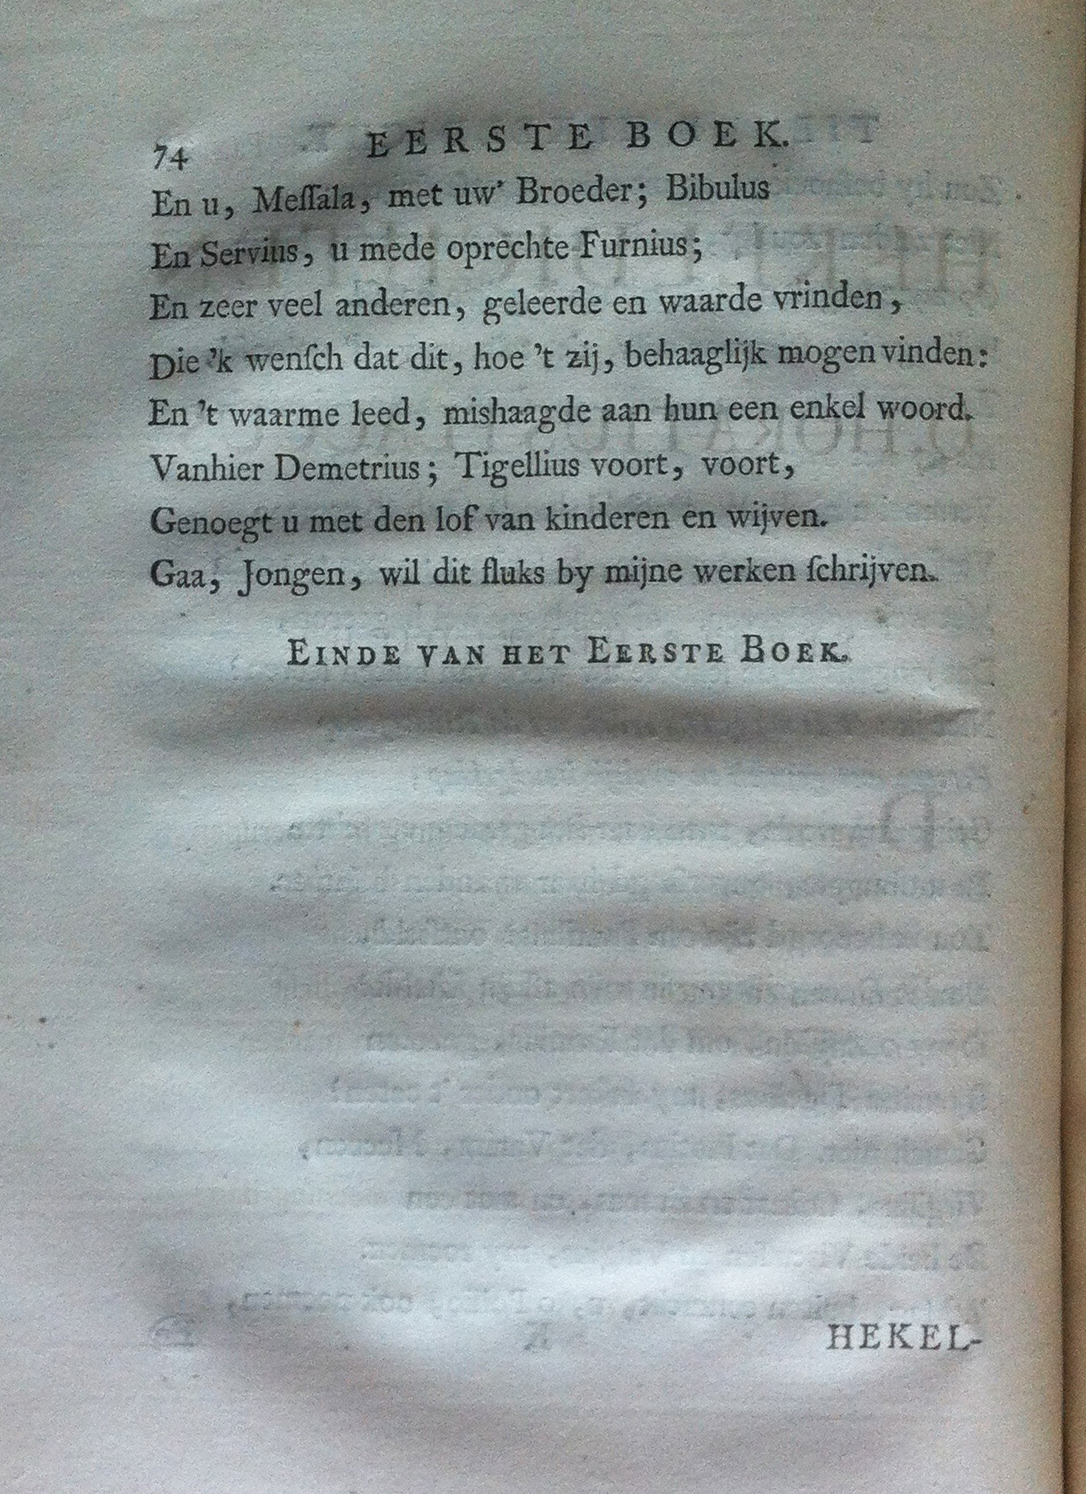 74 EERSTE BOEK.
En u, Meſſala, met uw' Broeder; Bibulus
En Servius, u mede oprechte Furnius;
En zeer veel anderen, geleerde en waarde vrinden,
Die 'k wenſch dat dit, hoe 't zij, behaaglijk mogen vinden:
En 't waarme leed, mishaagde aan hun een enkel woord.
Vanhier Demetrius; Tigellius voort, voort,
Genoegt u met den lof van kinderen en wijven.
Gaa, Jongen, wil dit fluks by mijne werken ſchrijven.
EINDE VAN HET EERSTE BOEK.
HEKEL-